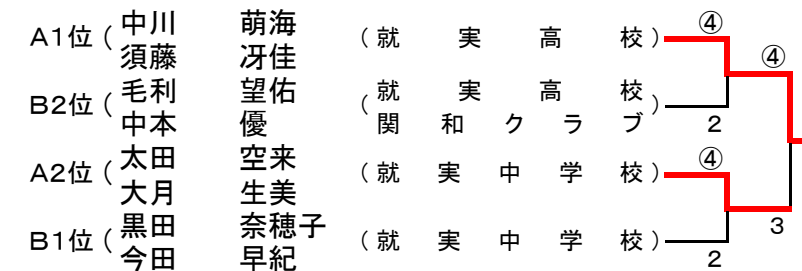 A1位 ( 中川 萌海 ( 就 実 高 校 ) ④
須藤 冴佳
④
B2位 ( 毛利 望佑 ( 就 実 高 校 )
中本 優 関 和 ク ラ ブ 2
A2位 ( 太田 空来 ( 就 実 中 学 校 ) ④
大月 生美
3
B1位 ( 黒田 奈穂子 ( 就 実 中 学 校 )
今田 早紀 2